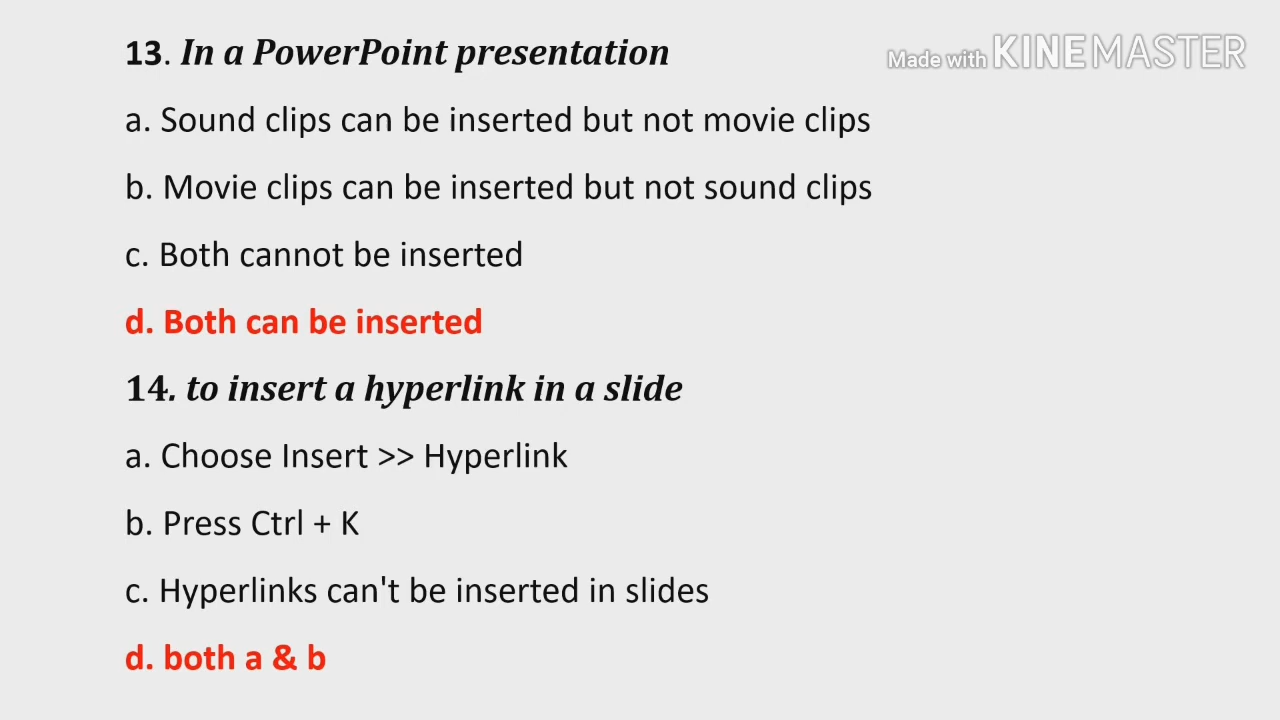 13. In a PowerPoint presentation
Made with KINEMASTER
a. Sound clips can be inserted but not movie clips
b. Movie clips can be inserted but not sound clips
c. Both cannot be inserted
d. Both can be inserted
14. to insert a hyperlink in a slide
a. Choose Insert >> Hyperlink
b. Press Ctrl + K
c. Hyperlinks can't be inserted in slides
d. both a & b